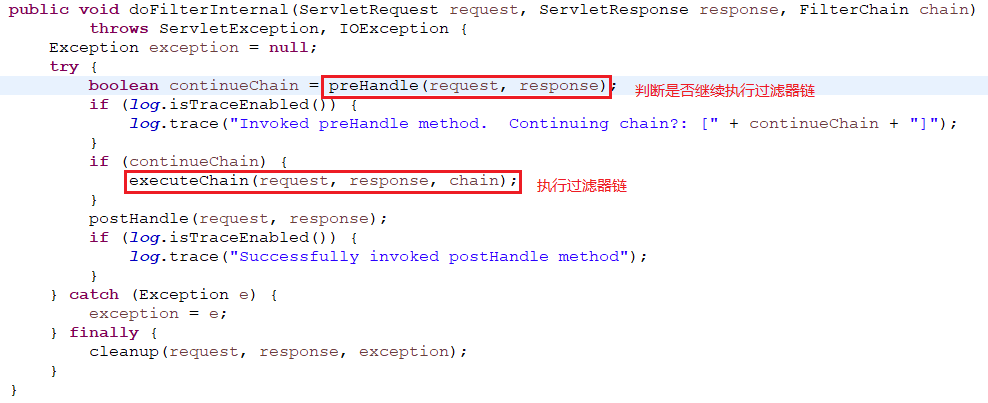 public void doFilterInternal(ServletRequest request, ServletResponse response, FilterChain chain)
        throws ServletException, IOException {
    Exception exception = null;
    try {
        boolean continueChain = preHandle(request, response); 判断是否继续执行过滤器链
        if (log.isTraceEnabled()) {
            log.trace("Invoked preHandle method.  Continuing chain?: [" + continueChain + "]");
        }
        if (continueChain) {
            executeChain(request, response, chain); 执行过滤器链
        }
        postHandle(request, response);
        if (log.isTraceEnabled()) {
            log.trace("Successfully invoked postHandle method");
        }
    } catch (Exception e) {
        exception = e;
    } finally {
        cleanup(request, response, exception);
    }
}